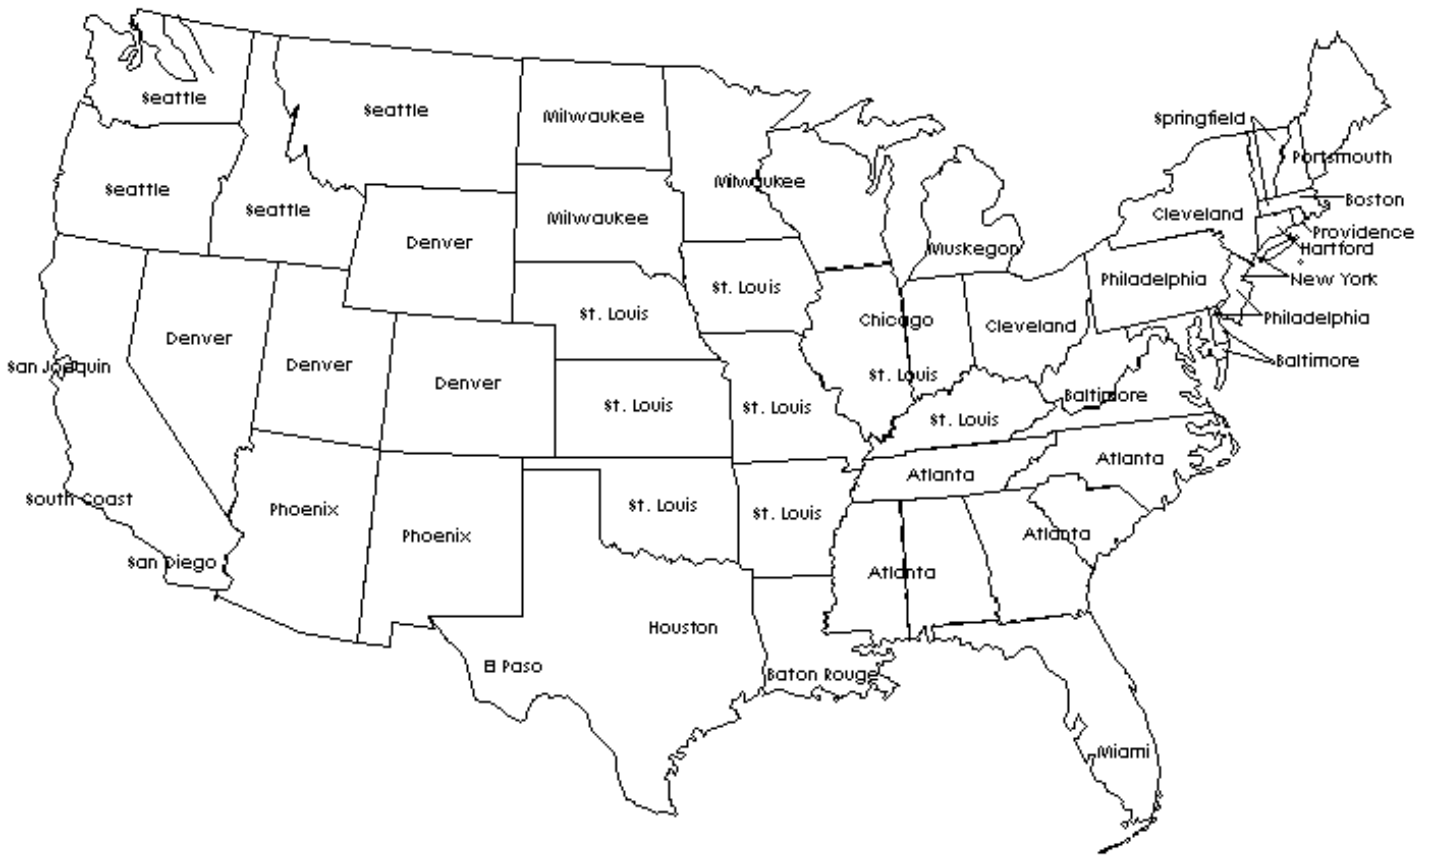 Seattle
Seattle
Milwaukee
Springfield
Portsmouth
Seattle
Seattle
Milwaukee
Milwaukee
Boston
Cleveland
Denver
Muskegon
Providence
Hartford
Philadelphia
New York
St. Louis
St. Louis
Chicago
Cleveland
Philadelphia
Denver
San Joaquin
Denver
Denver
St. Louis
Baltimore
St. Louis
St. Louis
St. Louis
Baltimore
South Coast
Phoenix
Phoenix
St. Louis
St. Louis
Atlanta
Atlanta
Atlanta
San Diego
Atlanta
Houston
El Paso
Baton Rouge
Miami